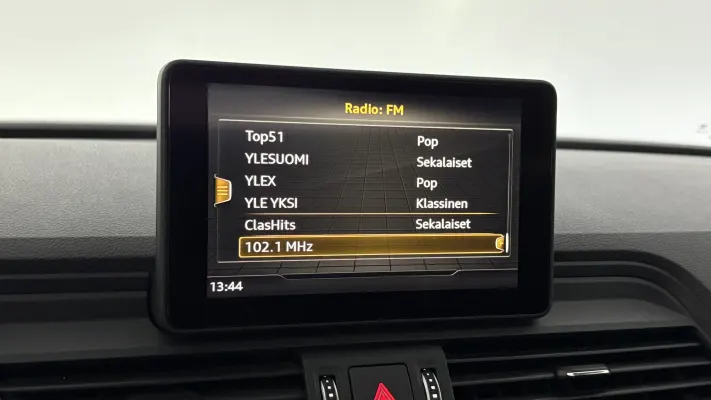 Radio: FM
Top51 Pop
YLESUOMI Sekalaiset
YLEX Pop
YLE YKSI Klassinen
ClasHits Sekalaiset
102.1 MHz
13:44